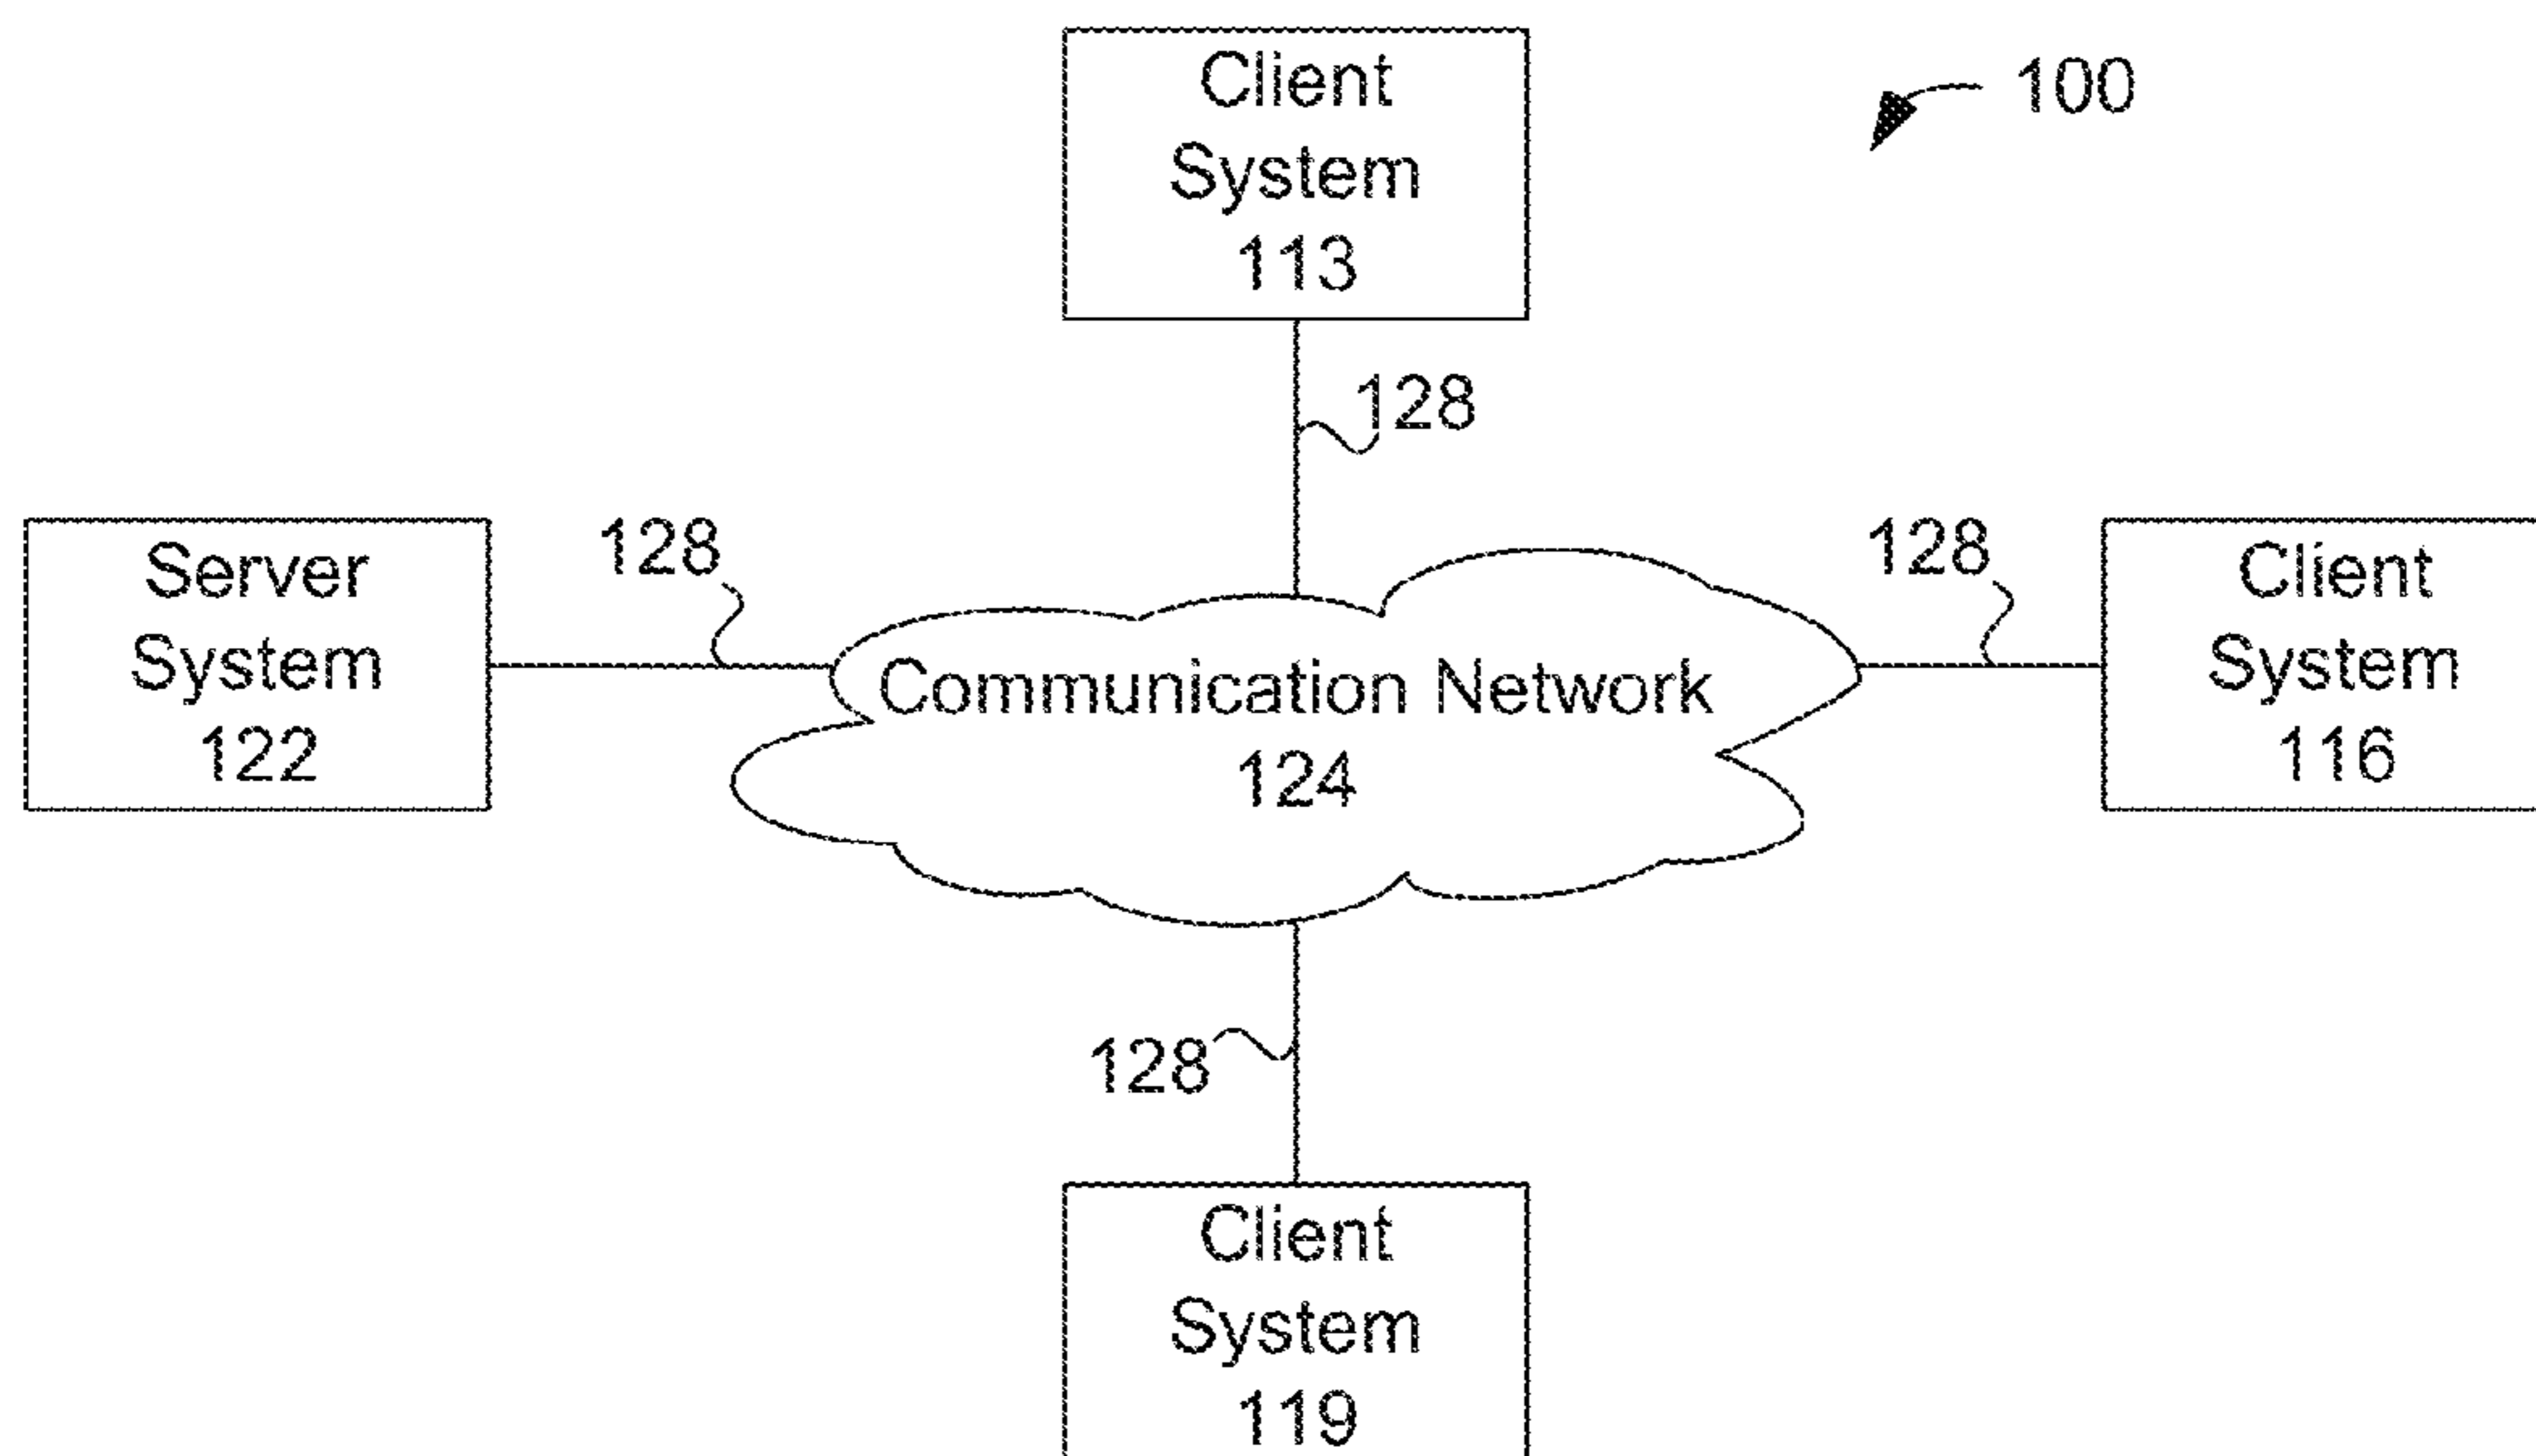 Client
System
113
100
128
Server
System
122
128
128
Client
System
116
Communication Network
124
128
Client
System
119